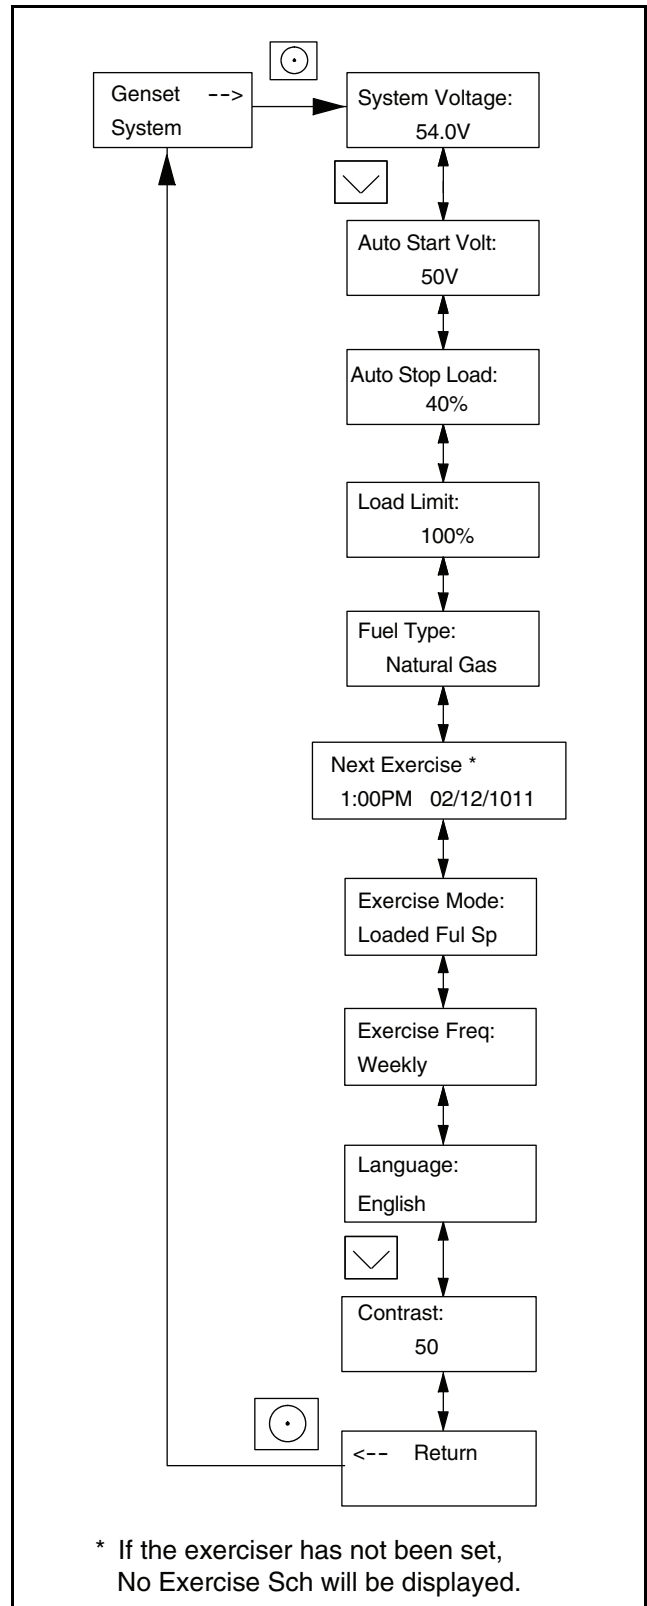 Genset -->
System
System Voltage:
54.0V
Auto Start Volt:
50V
Auto Stop Load:
40%
Load Limit:
100%
Fuel Type:
Natural Gas
Next Exercise *
1:00PM 02/12/1011
Exercise Mode:
Loaded Ful Sp
Exercise Freq:
Weekly
Language:
English
Contrast:
50
<-- Return
* If the exerciser has not been set,
No Exercise Sch will be displayed.